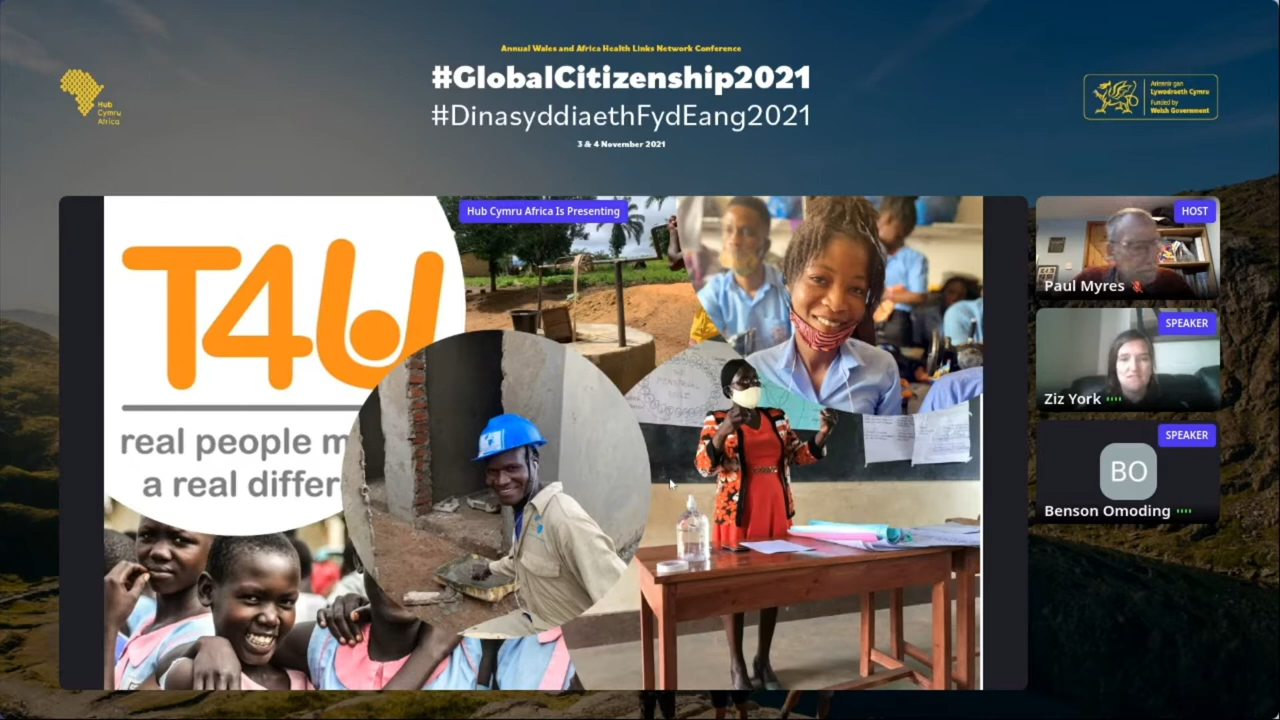 Annual Wales and Africa Health Links Network Conference
#GlobalCitizenship2021
#DinasyddiaethFydEang2021
3 & 4 November 2021
Hub
Cymru
Africa
Ariennir gan
Lywodraeth Cymru
Funded by
Welsh Government
Hub Cymru Africa Is Presenting
T4U
real people m
a real differ
HOST
Paul Myres
SPEAKER
Ziz York
SPEAKER
BO
Benson Omoding